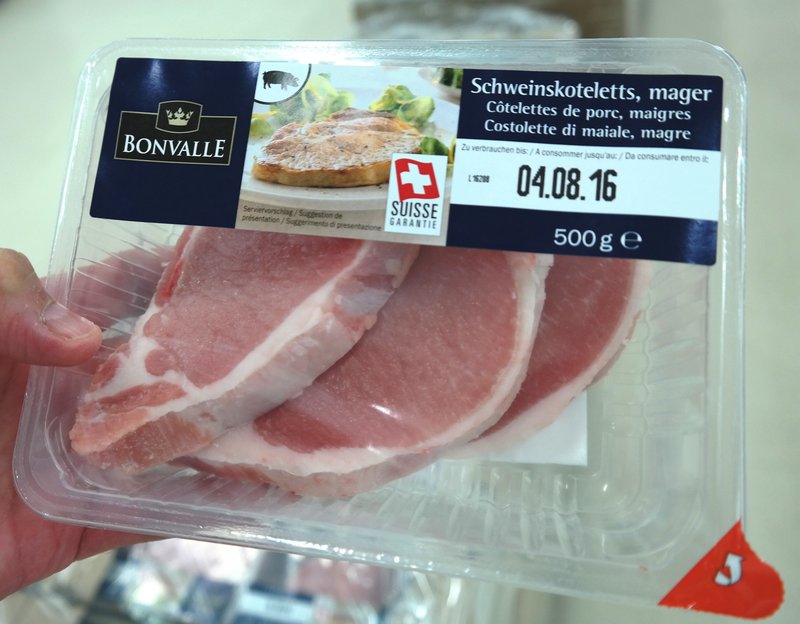 BONVALLE
Serviervorschlag / Suggestion de
présentation / Suggerimento di presentazione
SUISSE
GARANTIE
Schweinskoteletts, mager
Côtelettes de porc, maigres
Costolette di maiale, magre
Zu verbrauchen bis: / A consommer jusqu'au: / Da consumare entro il:
L 16208
04.08.16
500 g ℮